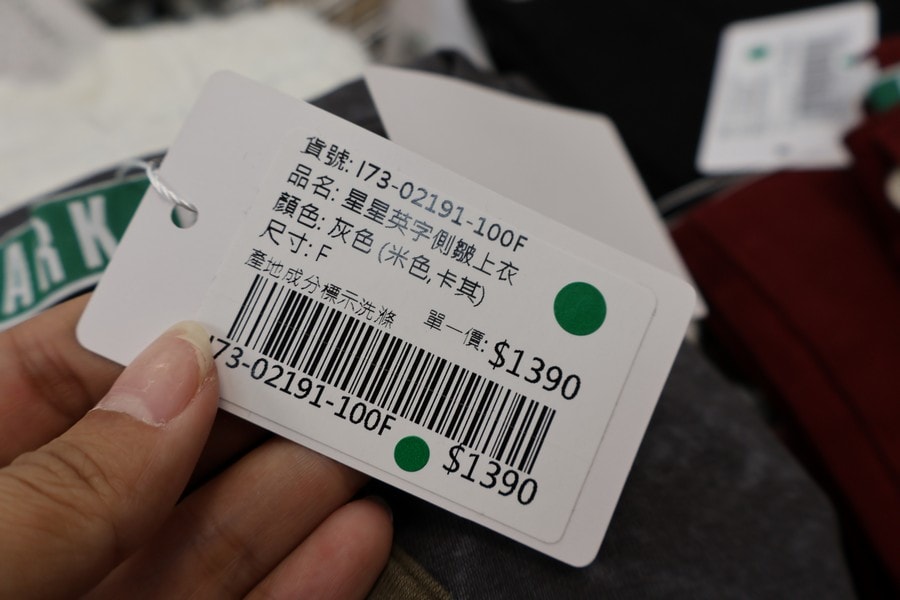 ARK
貨號: I73-02191-100F
品名: 星星英字側皺上衣
顏色: 灰色 (米色,卡其)
尺寸: F
產地成分標示洗滌 單一價: $1390
I73-02191-100F $1390